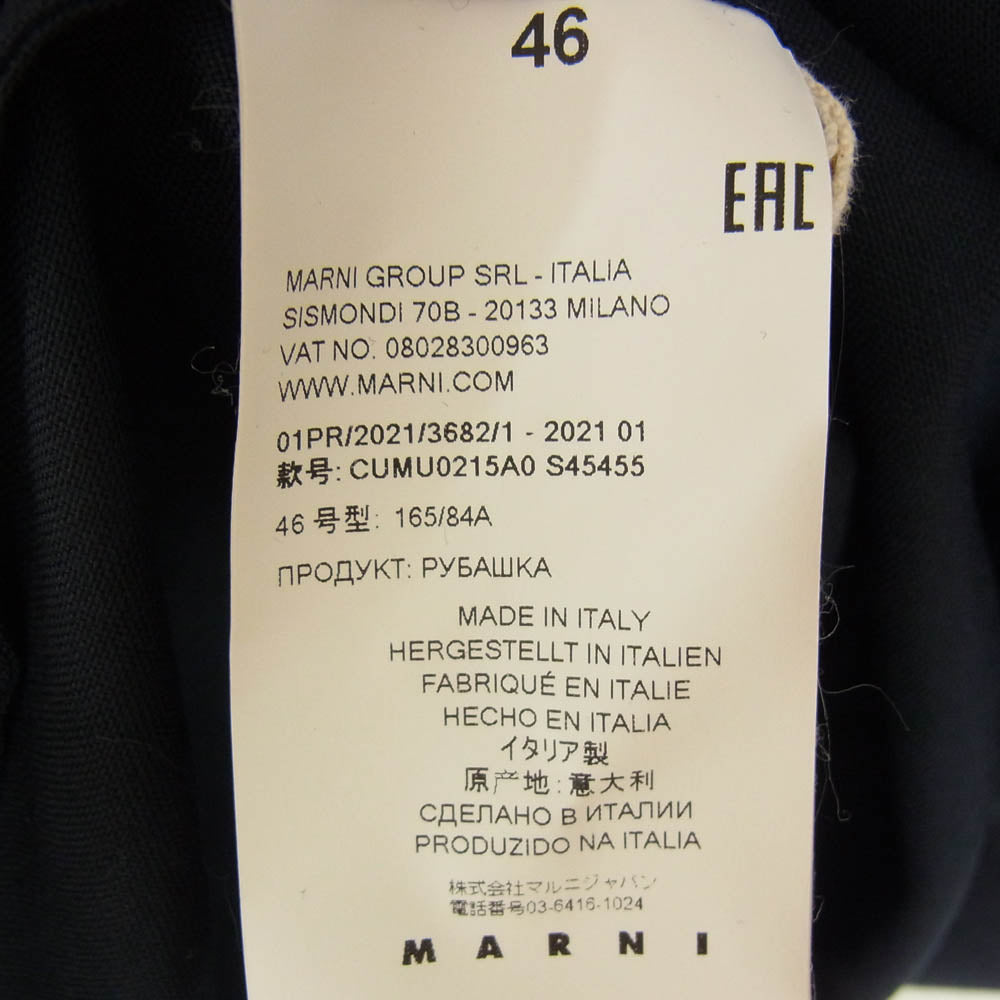 46
EAC
MARNI GROUP SRL - ITALIA
SISMONDI 70B - 20133 MILANO
VAT NO. 08028300963
WWW.MARNI.COM
01PR/2021/3682/1 - 2021 01
款号: CUMU0215A0 S45455
46 号型: 165/84A
ПРОДУКТ: РУБАШКА
MADE IN ITALY
HERGESTELLT IN ITALIEN
FABRIQUÉ EN ITALIE
HECHO EN ITALIA
イタリア製
原产地: 意大利
СДЕЛАНО В ИТАЛИИ
PRODUZIDO NA ITALIA
株式会社マルニジャパン
電話番号03-6416-1024
MARNI